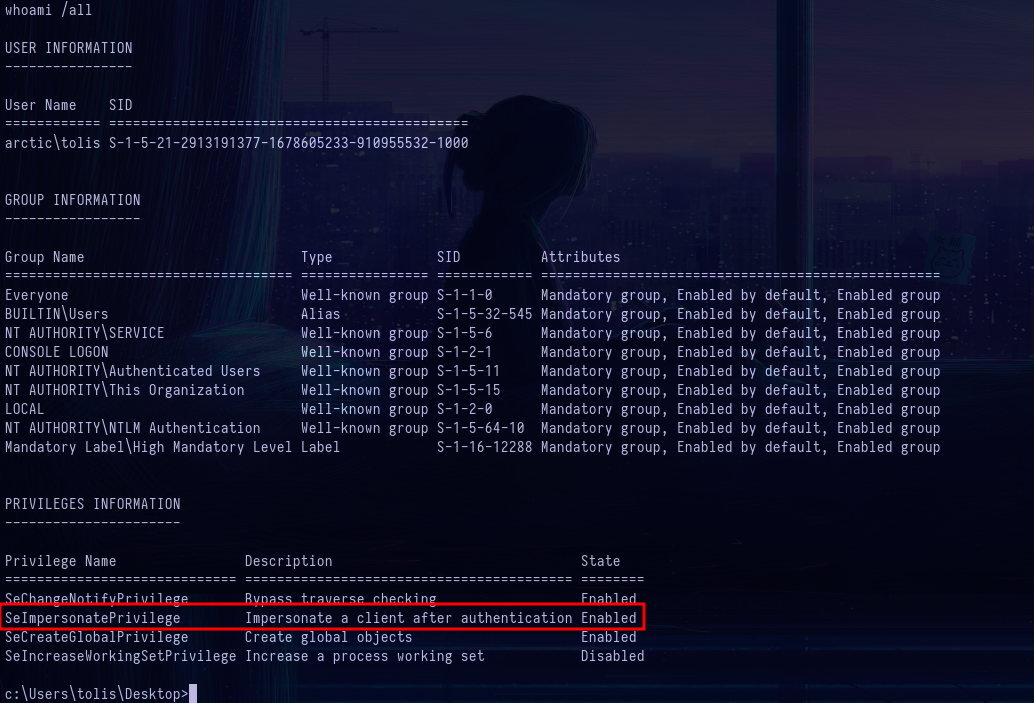 whoami /all
USER INFORMATION
----------------
User Name    SID
============ =============================================
arctic\tolis S-1-5-21-2913191377-1678605233-910955532-1000
GROUP INFORMATION
-----------------
Group Name                           Type             SID          Attributes
==================================== ================ ============ ==================================================
Everyone                             Well-known group S-1-1-0      Mandatory group, Enabled by default, Enabled group
BUILTIN\Users                        Alias            S-1-5-32-545 Mandatory group, Enabled by default, Enabled group
NT AUTHORITY\SERVICE                 Well-known group S-1-5-6      Mandatory group, Enabled by default, Enabled group
CONSOLE LOGON                        Well-known group S-1-2-1      Mandatory group, Enabled by default, Enabled group
NT AUTHORITY\Authenticated Users     Well-known group S-1-5-11     Mandatory group, Enabled by default, Enabled group
NT AUTHORITY\This Organization       Well-known group S-1-5-15     Mandatory group, Enabled by default, Enabled group
LOCAL                                Well-known group S-1-2-0      Mandatory group, Enabled by default, Enabled group
NT AUTHORITY\NTLM Authentication     Well-known group S-1-5-64-10  Mandatory group, Enabled by default, Enabled group
Mandatory Label\High Mandatory Level Label            S-1-16-12288 Mandatory group, Enabled by default, Enabled group
PRIVILEGES INFORMATION
----------------------
Privilege Name                Description                               State
============================= ========================================= ========
SeChangeNotifyPrivilege       Bypass traverse checking                  Enabled
SeImpersonatePrivilege        Impersonate a client after authentication Enabled
SeCreateGlobalPrivilege       Create global objects                     Enabled
SeIncreaseWorkingSetPrivilege Increase a process working set            Disabled
c:\Users\tolis\Desktop>